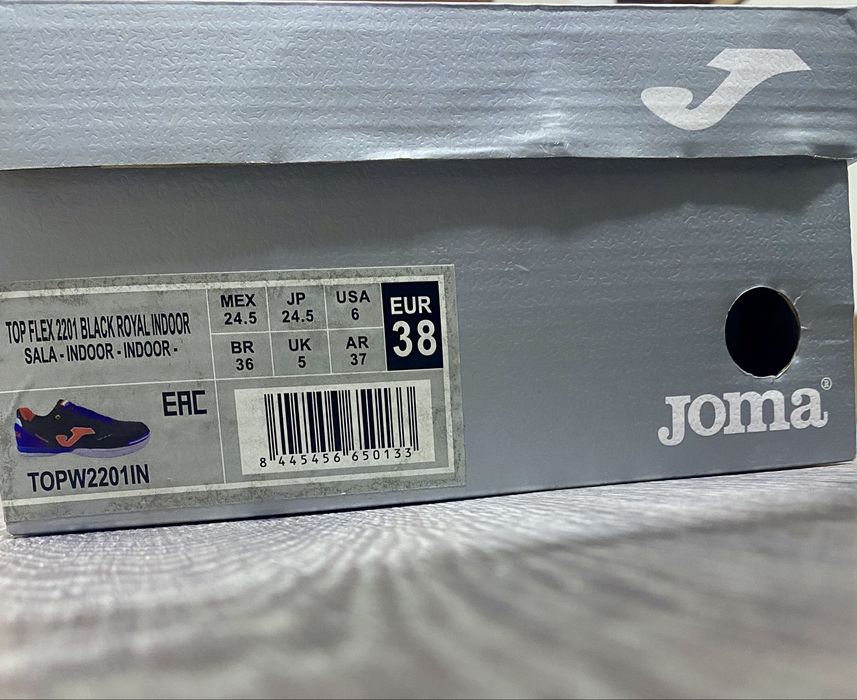 TOP FLEX 2201 BLACK ROYAL INDOOR
SALA - INDOOR - INDOOR -
MEX 24.5
JP 24.5
USA 6
EUR 38
BR 36
UK 5
AR 37
EAC
TOPW2201IN
8 445456 650133
Joma®